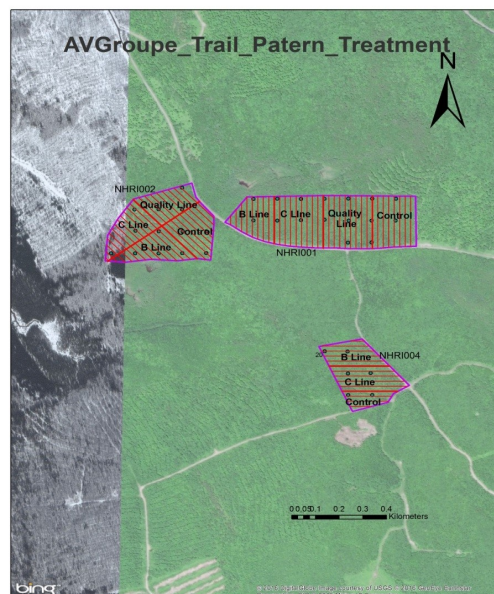 AVGroupe_Trail_Patern_Treatment
N
NHRI002
Quality Line
C Line
Control
B Line
B Line
C LIne
Quality
Line
Control
NHRI001
20
B Line
NHRI004
C Line
Control
0 0.05 0.1 0.2 0.3 0.4
Kilometers
bing